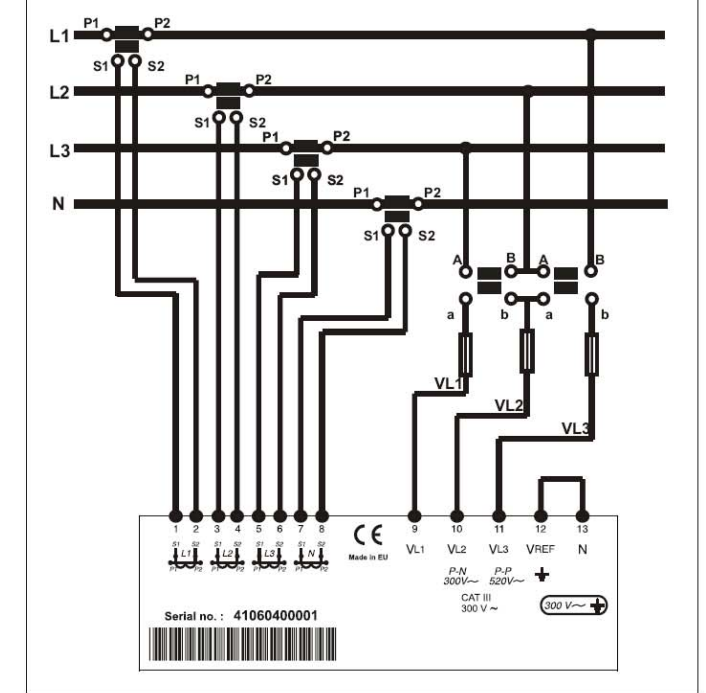 P1 P2
L1
S1 S2
P1 P2
L2
S1 S2
P1 P2
L3
S1 S2
P1 P2
N
S1 S2
A B A B
a b a b
VL1
VL2
VL3
1 2 3 4 5 6 7 8 9 10 11 12 13
CE
Made in EU
S1 S2 S1 S2 S1 S2 S1 S2
L1 L2 L3 N
P1 P2 P1 P2 P1 P2 P1 P2
VL1 VL2 VL3 VREF N
P-N P-P
300V~ 520V~
CAT III
300 V ~
300 V~
Serial no. : 41060400001